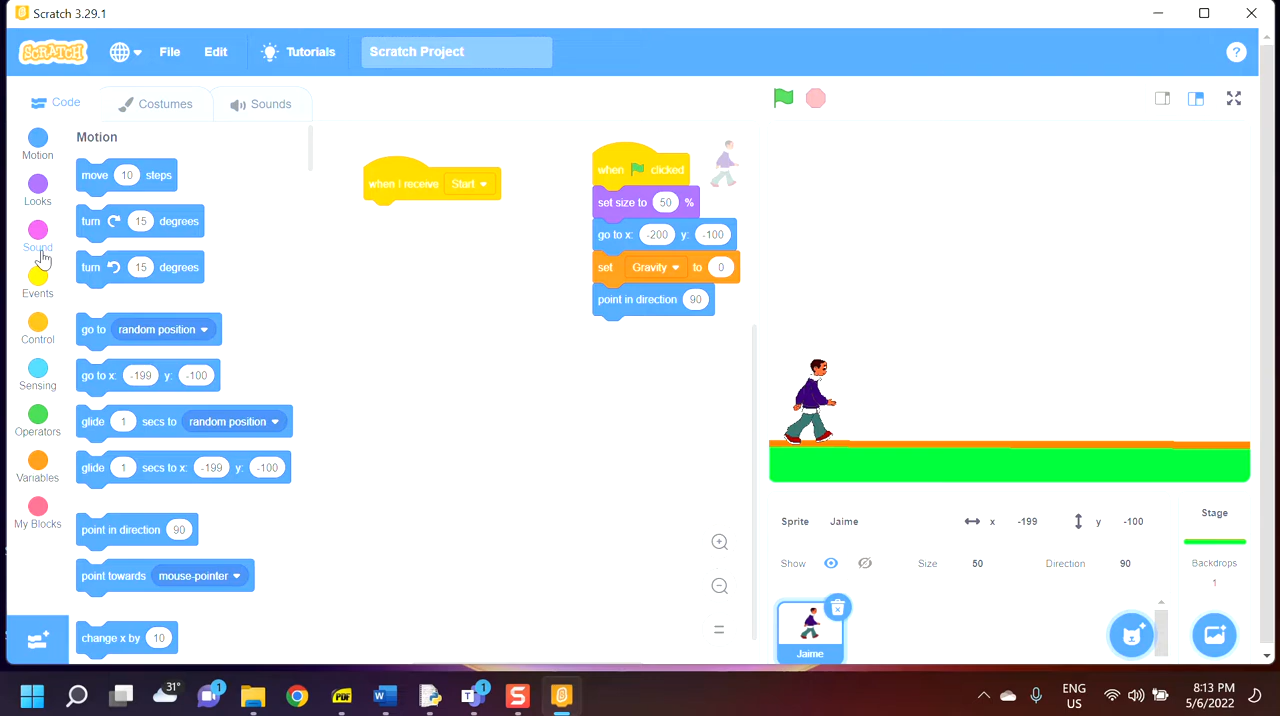 Scratch 3.29.1
SCRATCH
File
Edit
Tutorials
Scratch Project
?
Code
Costumes
Sounds
Motion
Looks
Sound
Events
Control
Sensing
Operators
Variables
My Blocks
Motion
move 10 steps
turn 15 degrees
turn 15 degrees
go to random position
go to x: -199 y: -100
glide 1 secs to random position
glide 1 secs to x: -199 y: -100
point in direction 90
point towards mouse-pointer
change x by 10
when I receive Start
when clicked
set size to 50 %
go to x: -200 y: -100
set Gravity to 0
point in direction 90
Sprite Jaime x -199 y -100
Show Size 50 Direction 90
Jaime
Stage
Backdrops
1
31°
1
PDF
W
T 1
S
ENG
US
8:13 PM
5/6/2022